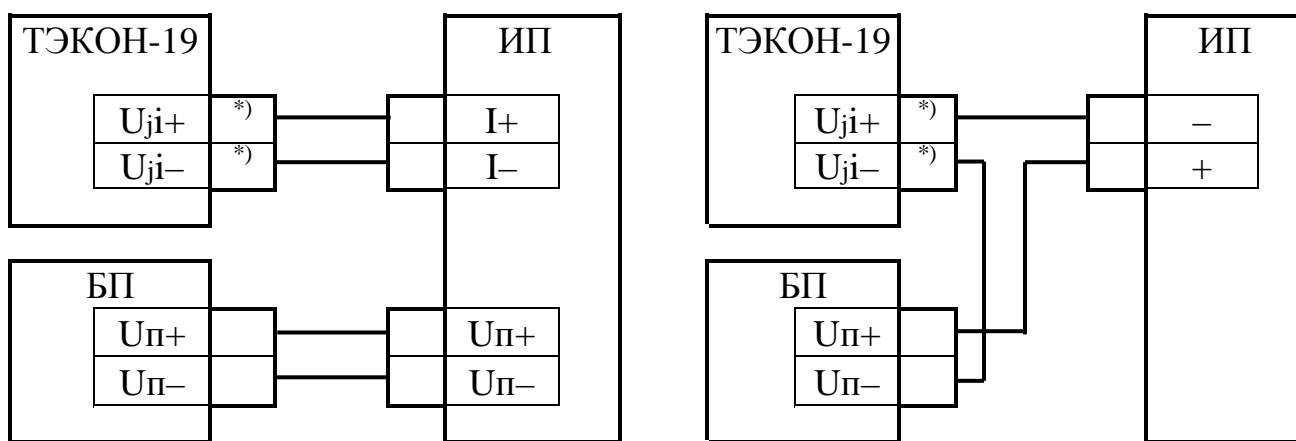 ТЭКОН-19 ИП
Uji+ *) I+
Uji– *) I–
БП
Uп+ Uп+
Uп– Uп–
ТЭКОН-19 ИП
Uji+ *) –
Uji– *) +
БП
Uп+
Uп–